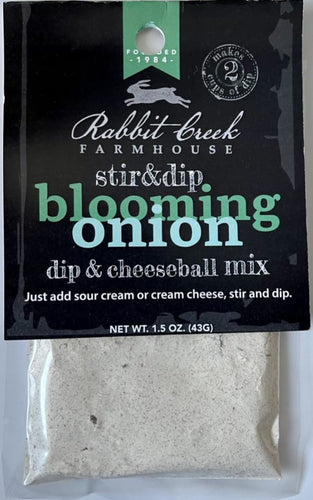 FOUNDED
-1984-
makes
2
cups of dip
Rabbit Creek
FARMHOUSE
stir&dip
blooming
onion
dip & cheeseball mix
Just add sour cream or cream cheese, stir and dip.
NET WT. 1.5 OZ. (43G)